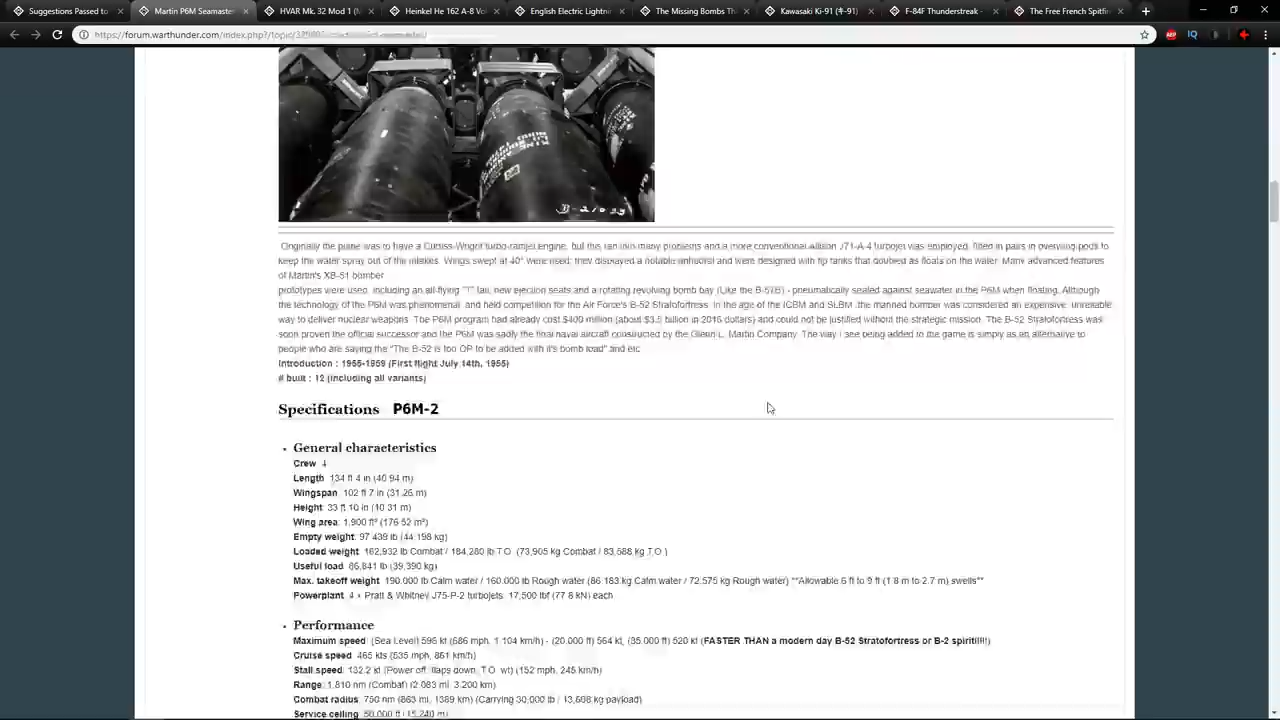 Suggestions Passed to
Martin P6M Seamaster
HVAR Mk. 32 Mod 1 (M
Heinkel He 162 A-8 Vol
English Electric Lightnin
The Missing Bombs Th
Kawasaki Ki-91 (キ-91)
F-84F Thunderstreak -
The Free French Spitfir
https://forum.warthunder.com/index.php?/topic/
Originally the plane was to have a Curtiss-Wright turbo-ramjet engine, but this ran into many problems and a more conventional Allison J71-A-4 turbojet was employed, fitted in pairs in overwing pods to
keep the water spray out of the intakes. Wings swept at 40° were used; they displayed a notable anhedral and were designed with tip tanks that doubled as floats on the water. Many advanced features
of Martin's XB-51 bomber
prototypes were used, including an all-flying "T" tail, new ejection seats and a rotating revolving bomb bay (Like the B-57B) - pneumatically sealed against seawater in the P6M when floating. Although
the technology of the P6M was phenomenal, and held competition for the Air Force's B-52 Stratofortress. In the age of the ICBM and SLBM ,the manned bomber was considered an expensive, unreliable
way to deliver nuclear weapons. The P6M program had already cost $400 million (about $3.5 billion in 2016 dollars) and could not be justified without the strategic mission. The B-52 Stratofortress was
soon proven the official successor and the P6M was sadly the final naval aircraft constructed by the Glenn L. Martin Company. The way I see being added to the game is simply as an alternative to
people who are saying the "The B-52 is too OP to be added with it's bomb load" and etc
Introduction : 1955-1959 (First flight July 14th, 1955)
# built : 12 (including all variants)
Specifications P6M-2
General characteristics
Crew 4
Length 134 ft 4 in (40.94 m)
Wingspan 102 ft 7 in (31.26 m)
Height 33 ft 10 in (10.31 m)
Wing area: 1,900 ft² (176.52 m²)
Empty weight: 97,439 lb (44,198 kg)
Loaded weight 162,932 lb Combat / 184,280 lb T.O. (73,905 kg Combat / 83,588 kg T.O.)
Useful load 86,841 lb (39,390 kg)
Max. takeoff weight 190,000 lb Calm water / 160,000 lb Rough water (86,183 kg Calm water / 72,575 kg Rough water) **Allowable 6 ft to 9 ft (1.8 m to 2.7 m) swells**
Powerplant 4 × Pratt & Whitney J75-P-2 turbojets, 17,500 lbf (77.8 kN) each
Performance
Maximum speed (Sea Level) 596 kt (686 mph, 1,104 km/h) - (20,000 ft) 564 kt, (35,000 ft) 520 kt (FASTER THAN a modern day B-52 Stratofortress or B-2 spirit!!!!)
Cruise speed 465 kts (535 mph, 861 km/h)
Stall speed 132.2 kt (Power off, flaps down, T.O. wt) (152 mph, 245 km/h)
Range 1,810 nm (Combat) (2,083 mi, 3,200 km)
Combat radius: 750 nm (863 mi, 1389 km) (Carrying 30,000 lb / 13,608 kg payload)
Service ceiling 50,000 ft (15,240 m)